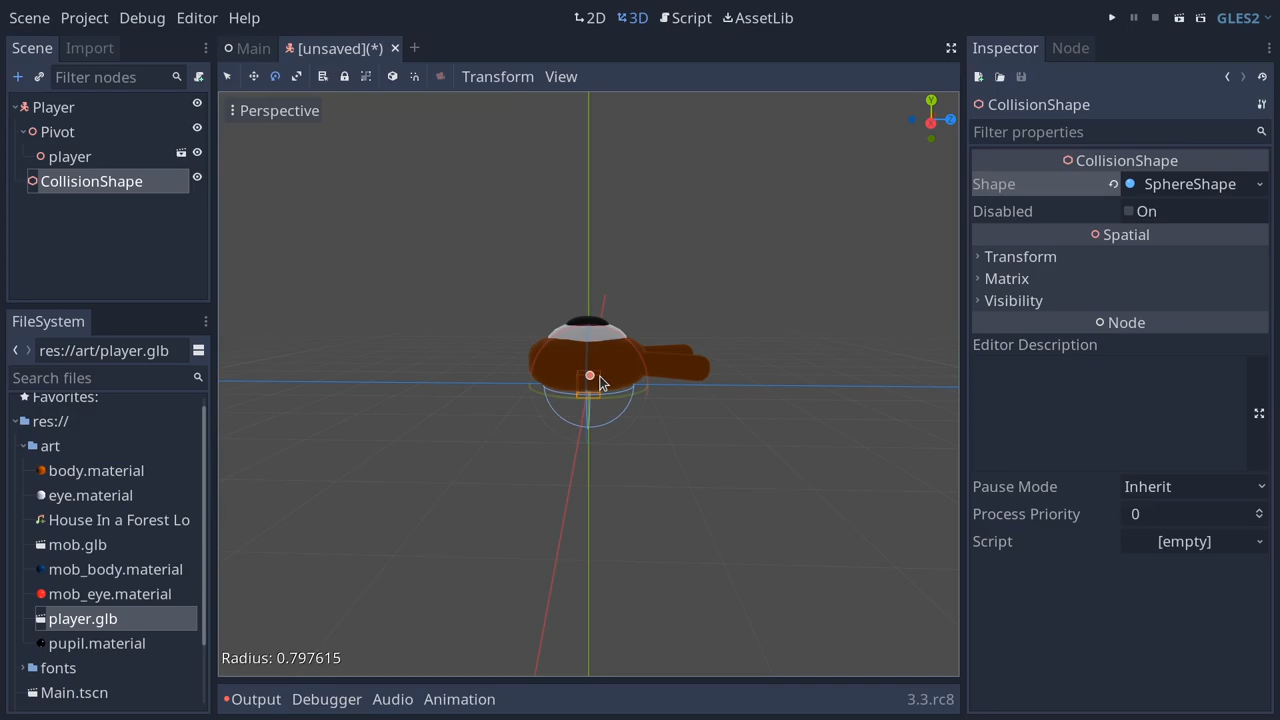 Scene Project Debug Editor Help
2D 3D Script AssetLib
GLES2
Scene Import
Filter nodes
Player
Pivot
player
CollisionShape
FileSystem
res://art/player.glb
Search files
Favorites:
res://
art
body.material
eye.material
House In a Forest Lo
mob.glb
mob_body.material
mob_eye.material
player.glb
pupil.material
fonts
Main.tscn
Main [unsaved](*)
Transform View
Perspective
Y
X
Z
Radius: 0.797615
Output Debugger Audio Animation 3.3.rc8
Inspector Node
CollisionShape
Filter properties
CollisionShape
Shape SphereShape
Disabled On
Spatial
Transform
Matrix
Visibility
Node
Editor Description
Pause Mode Inherit
Process Priority 0
Script [empty]